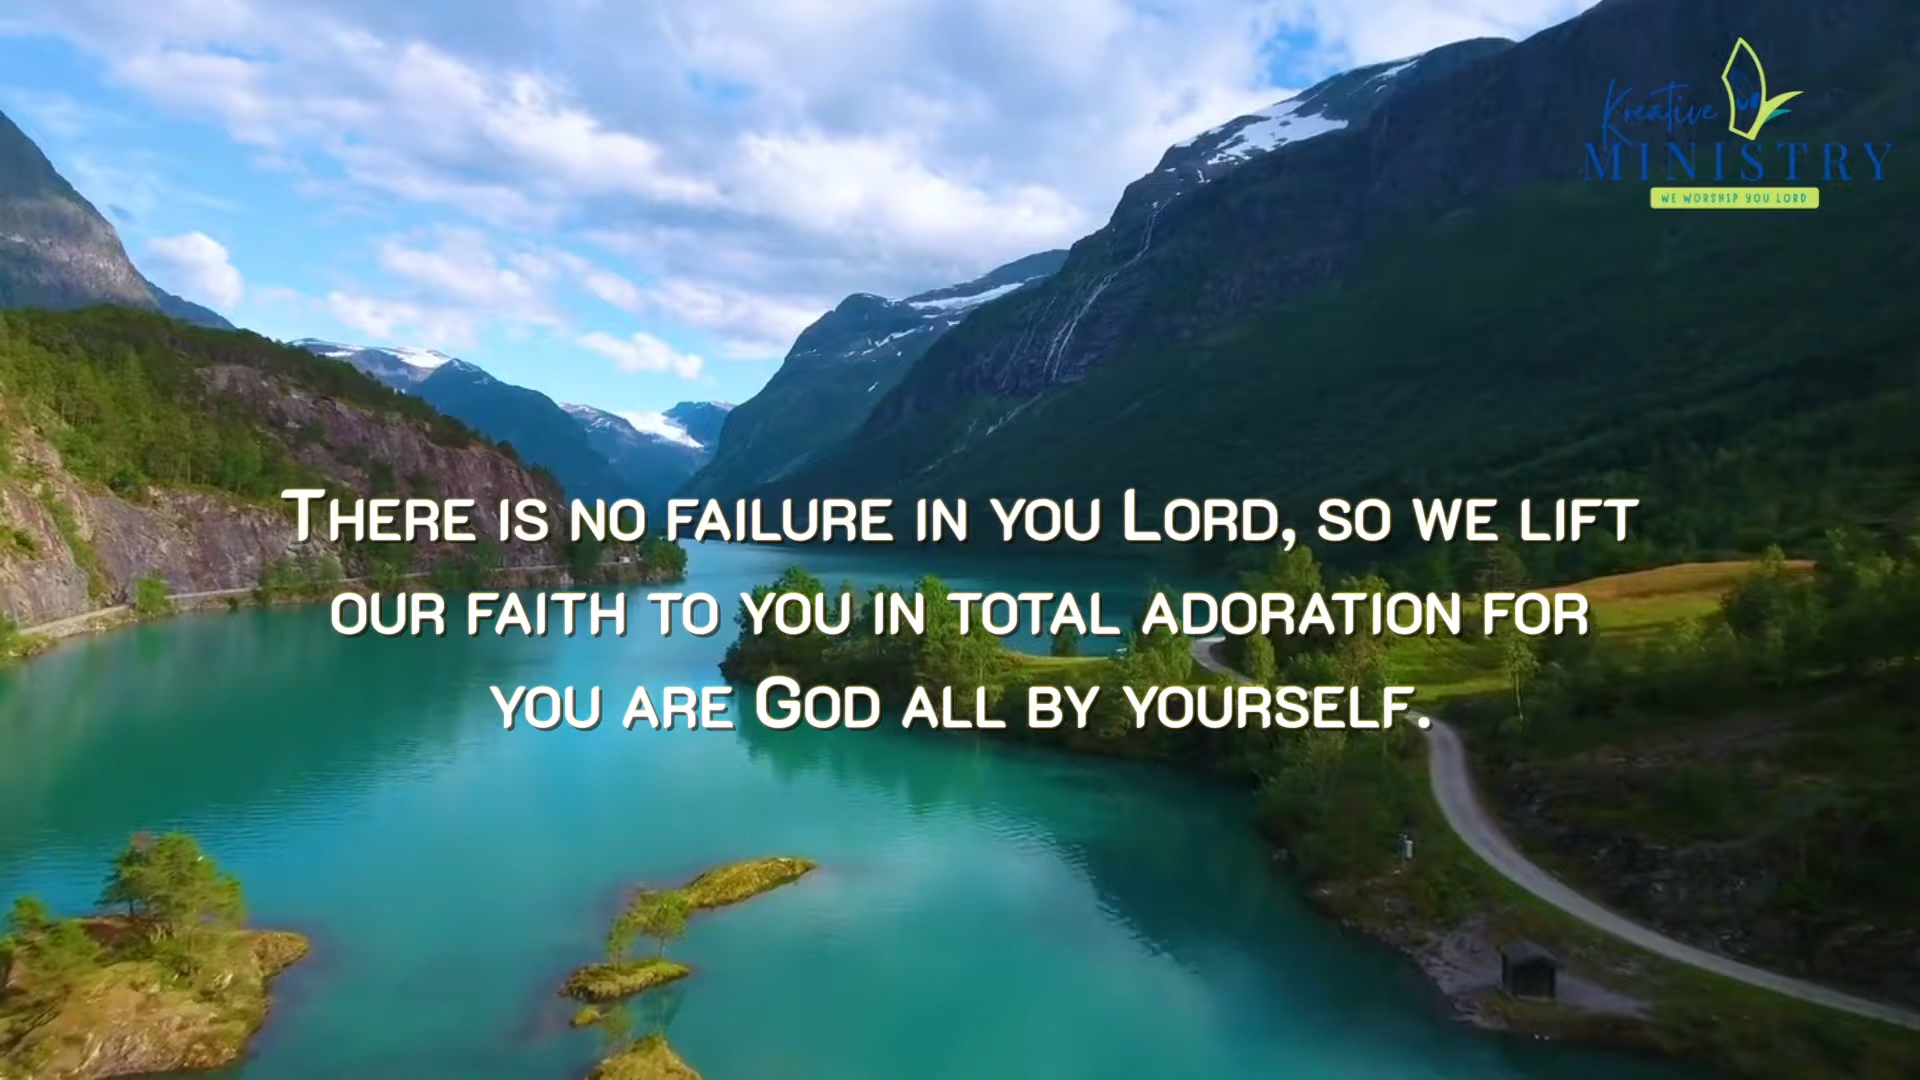 Kreative
MINISTRY
WE WORSHIP YOU LORD
THERE IS NO FAILURE IN YOU LORD, SO WE LIFT
OUR FAITH TO YOU IN TOTAL ADORATION FOR
YOU ARE GOD ALL BY YOURSELF.